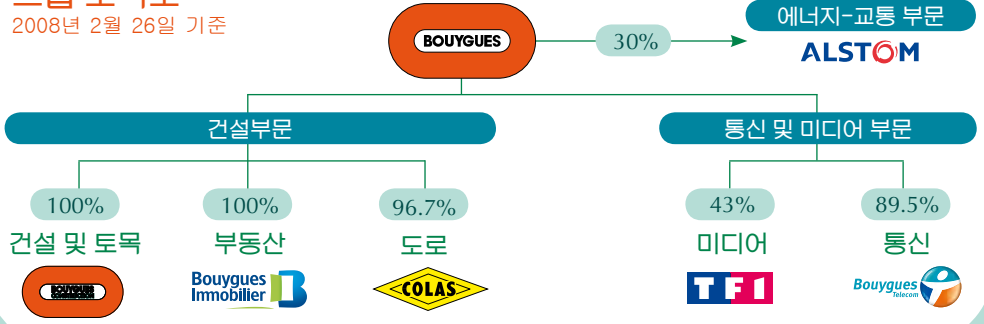 2008년 2월 26일 기준
BOUYGUES
30%
에너지-교통 부문
ALSTOM
건설부문
통신 및 미디어 부문
100%
100%
96.7%
43%
89.5%
건설 및 토목
부동산
도로
미디어
통신
Bouygues
Immobilier
COLAS
TF1
Bouygues
Telecom